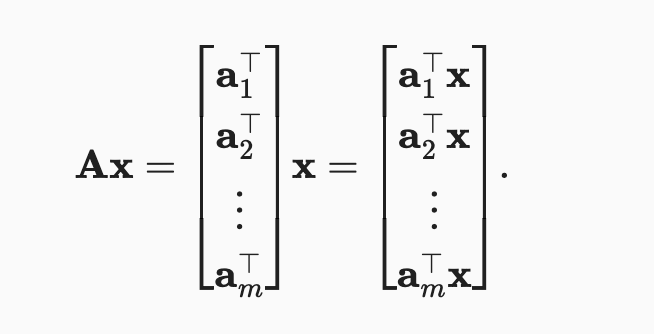 \mathbf{A}\mathbf{x} = \begin{bmatrix} \mathbf{a}_1^\top \\ \mathbf{a}_2^\top \\ \vdots \\ \mathbf{a}_m^\top \end{bmatrix} \mathbf{x} = \begin{bmatrix} \mathbf{a}_1^\top \mathbf{x} \\ \mathbf{a}_2^\top \mathbf{x} \\ \vdots \\ \mathbf{a}_m^\top \mathbf{x} \end{bmatrix}.